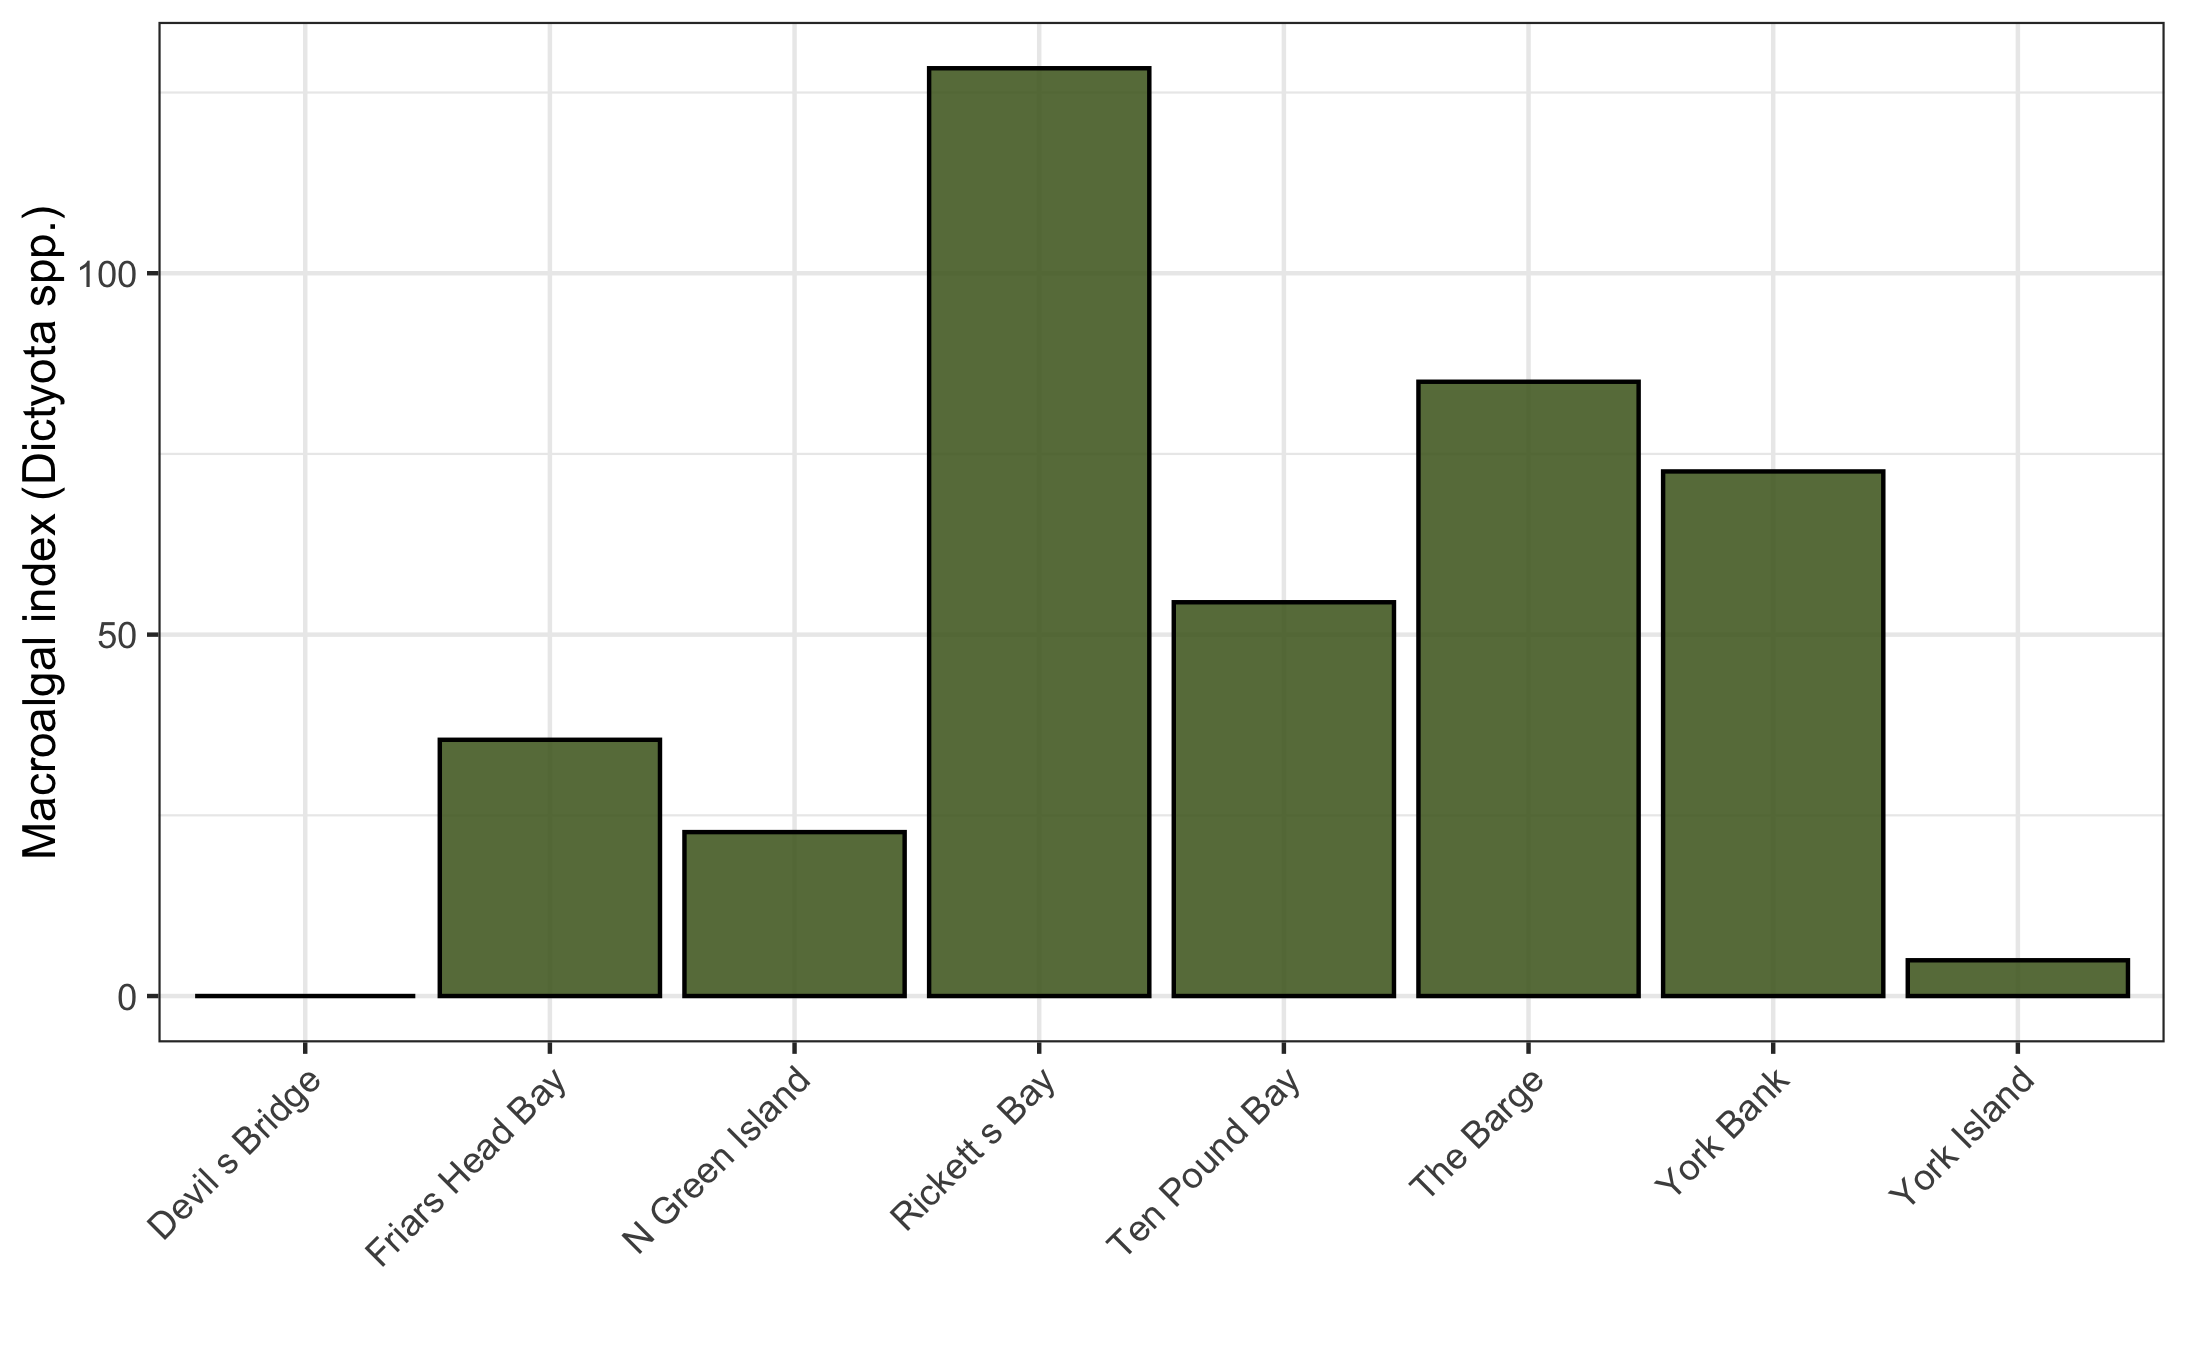 Macroalgal index (Dictyota spp.)
100
50
0
Devil s Bridge
Friars Head Bay
N Green Island
Rickett s Bay
Ten Pound Bay
The Barge
York Bank
York Island